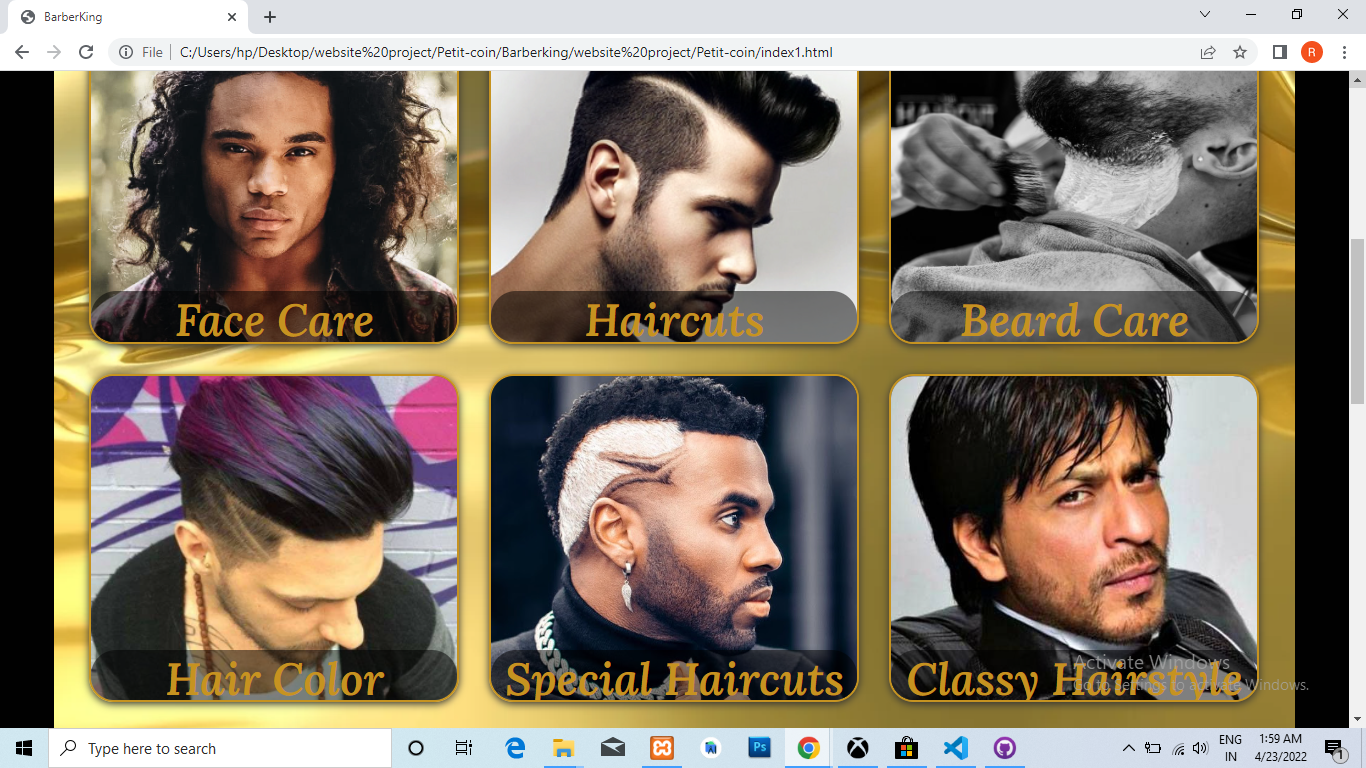 BarberKing
File
C:/Users/hp/Desktop/website%20project/Petit-coin/Barberking/website%20project/Petit-coin/index1.html
R
Face Care
Haircuts
Beard Care
Hair Color
Special Haircuts
Classy Hairstyle
Activate Windows
Go to Settings to activate Windows.
Type here to search
Ps
ENG
IN
1:59 AM
4/23/2022
1